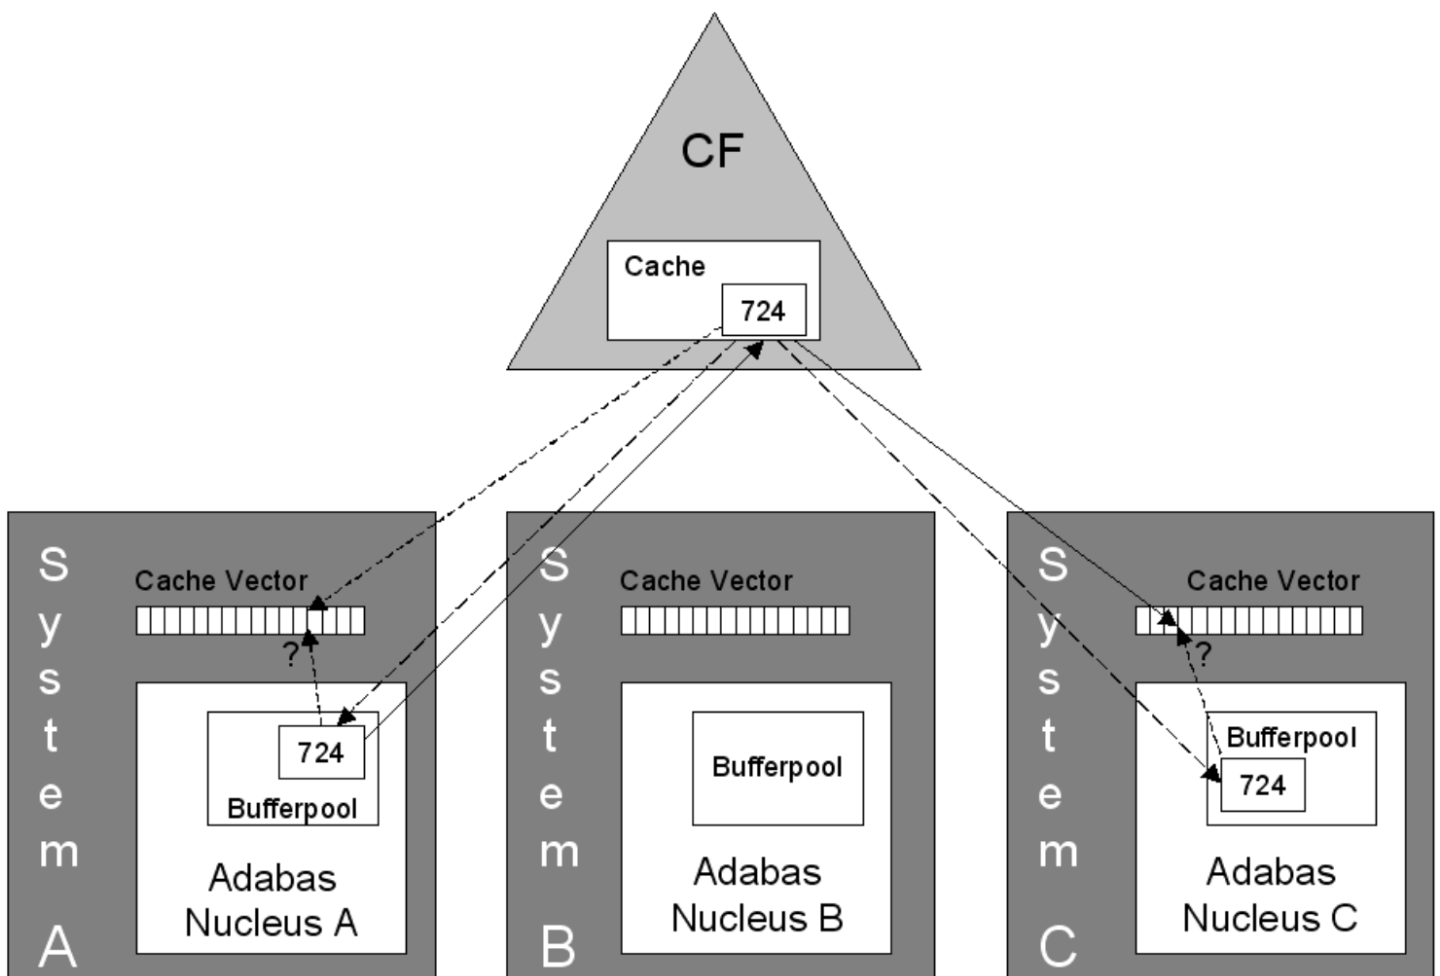 CF
Cache
724
System A
Cache Vector
?
724
Bufferpool
Adabas
Nucleus A
System B
Cache Vector
Bufferpool
Adabas
Nucleus B
System C
Cache Vector
?
Bufferpool
724
Adabas
Nucleus C